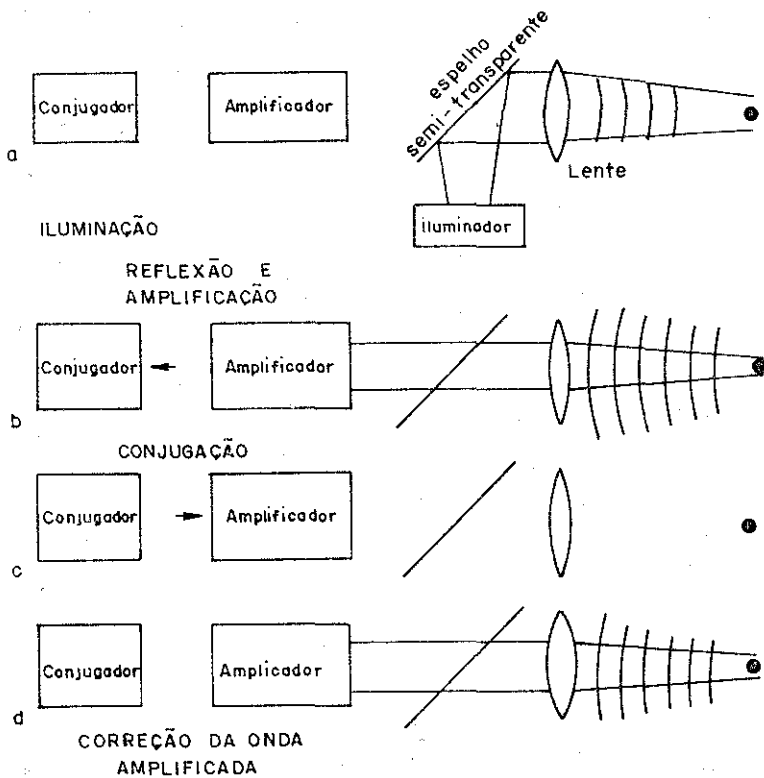 espelho
semi-transparente
Conjugador
Amplificador
a
Lente
iluminador
ILUMINAÇÃO
REFLEXÃO E
AMPLIFICAÇÃO
Conjugador
Amplificador
b
CONJUGAÇÃO
Conjugador
Amplificador
c
Conjugador
Amplicador
d
CORREÇÃO DA ONDA
AMPLIFICADA